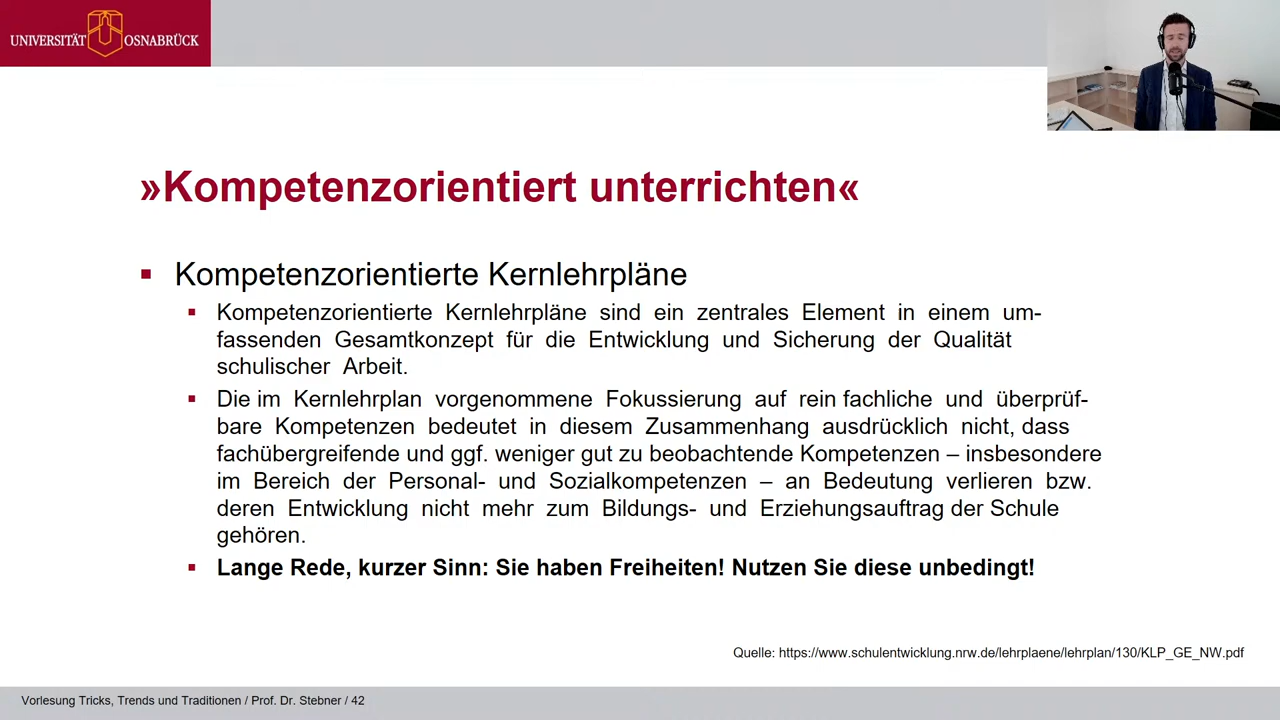 UNIVERSITÄT OSNABRÜCK
»Kompetenzorientiert unterrichten«
Kompetenzorientierte Kernlehrpläne
Kompetenzorientierte Kernlehrpläne sind ein zentrales Element in einem um-
fassenden Gesamtkonzept für die Entwicklung und Sicherung der Qualität
schulischer Arbeit.
Die im Kernlehrplan vorgenommene Fokussierung auf rein fachliche und überprüf-
bare Kompetenzen bedeutet in diesem Zusammenhang ausdrücklich nicht, dass
fachübergreifende und ggf. weniger gut zu beobachtende Kompetenzen – insbesondere
im Bereich der Personal- und Sozialkompetenzen – an Bedeutung verlieren bzw.
deren Entwicklung nicht mehr zum Bildungs- und Erziehungsauftrag der Schule
gehören.
Lange Rede, kurzer Sinn: Sie haben Freiheiten! Nutzen Sie diese unbedingt!
Quelle: https://www.schulentwicklung.nrw.de/lehrplaene/lehrplan/130/KLP_GE_NW.pdf
Vorlesung Tricks, Trends und Traditionen / Prof. Dr. Stebner / 42